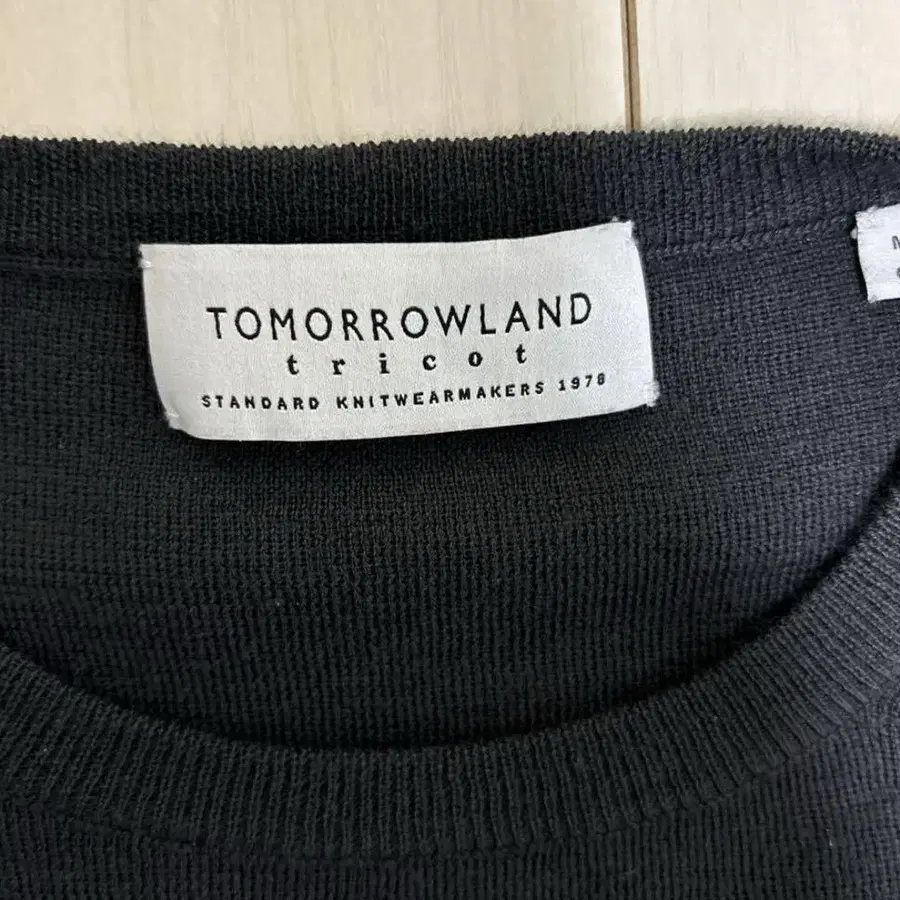 TOMORROWLAND
tricot
STANDARD KNITWEARMAKERS 1978
M